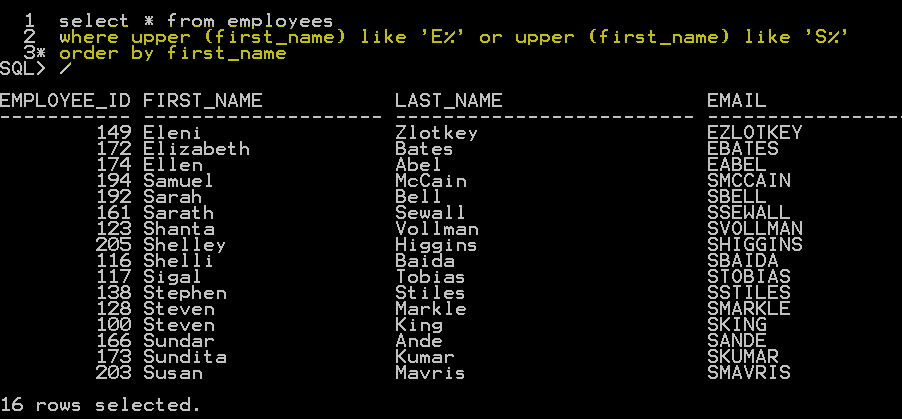 1 select * from employees
2 where upper (first_name) like 'E%' or upper (first_name) like 'S%'
3* order by first_name
SQL> /
EMPLOYEE_ID FIRST_NAME LAST_NAME EMAIL
----------- -------------------- ------------------------- ------------------
149 Eleni Zlotkey EZLOTKEY
172 Elizabeth Bates EBATES
174 Ellen Abel EABEL
194 Samuel McCain SMCCAIN
192 Sarah Bell SBELL
161 Sarath Sewall SSEWALL
123 Shanta Vollman SVOLLMAN
205 Shelley Higgins SHIGGINS
116 Shelli Baida SBAIDA
117 Sigal Tobias STOBIAS
138 Stephen Stiles SSTILES
128 Steven Markle SMARKLE
100 Steven King SKING
166 Sundar Ande SANDE
173 Sundita Kumar SKUMAR
203 Susan Mavris SMAVRIS
16 rows selected.